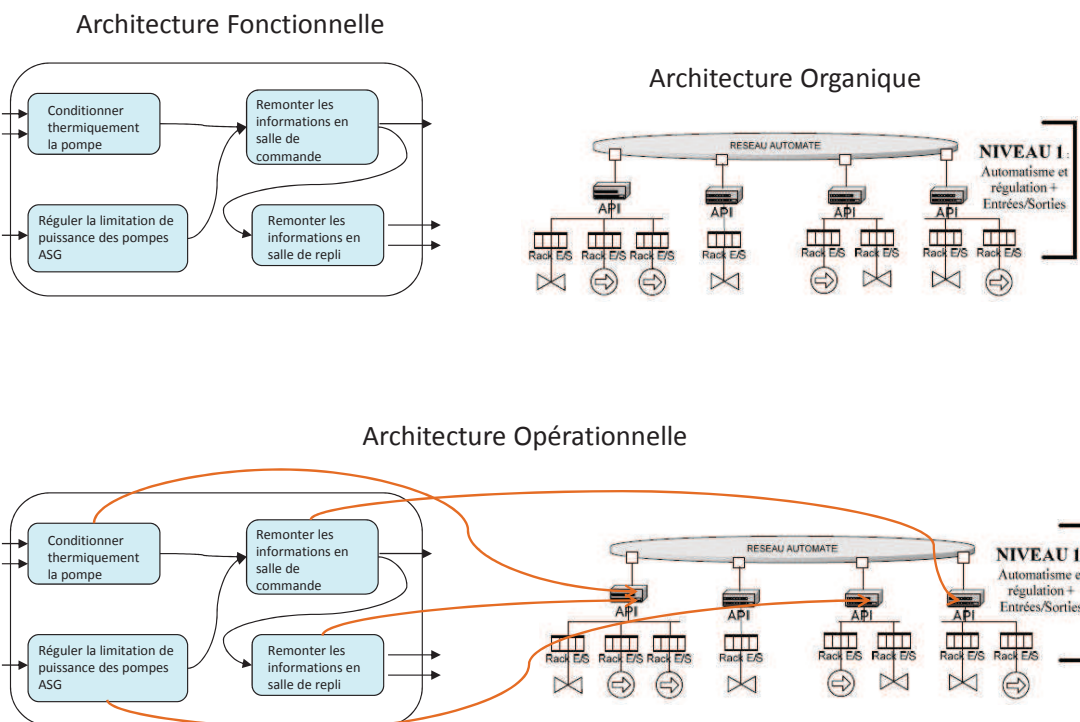 Architecture Fonctionnelle
Conditionner
thermiquement
la pompe
Remonter les
informations en
salle de
commande
Réguler la limitation de
puissance des pompes
ASG
Remonter les
informations en
salle de repli
Architecture Organique
RESEAU AUTOMATE
NIVEAU 1 :
Automatisme et
régulation +
Entrées/Sorties
API
API
API
API
Rack E/S
Rack E/S
Rack E/S
Rack E/S
Rack E/S
Rack E/S
Rack E/S
Rack E/S
Architecture Opérationnelle
Conditionner
thermiquement
la pompe
Remonter les
informations en
salle de
commande
Réguler la limitation de
puissance des pompes
ASG
Remonter les
informations en
salle de repli
RESEAU AUTOMATE
NIVEAU 1
Automatisme e
régulation +
Entrées/Sorties
API
API
API
API
Rack E/S
Rack E/S
Rack E/S
Rack E/S
Rack E/S
Rack E/S
Rack E/S
Rack E/S